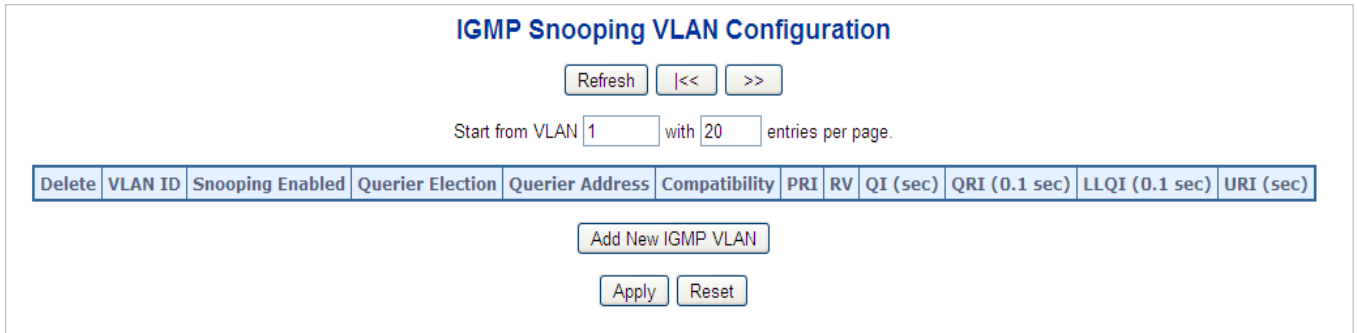 IGMP Snooping VLAN Configuration
Refresh |<< >>
Start from VLAN 1 with 20 entries per page.
Delete VLAN ID Snooping Enabled Querier Election Querier Address Compatibility PRI RV QI (sec) QRI (0.1 sec) LLQI (0.1 sec) URI (sec)
Add New IGMP VLAN
Apply Reset